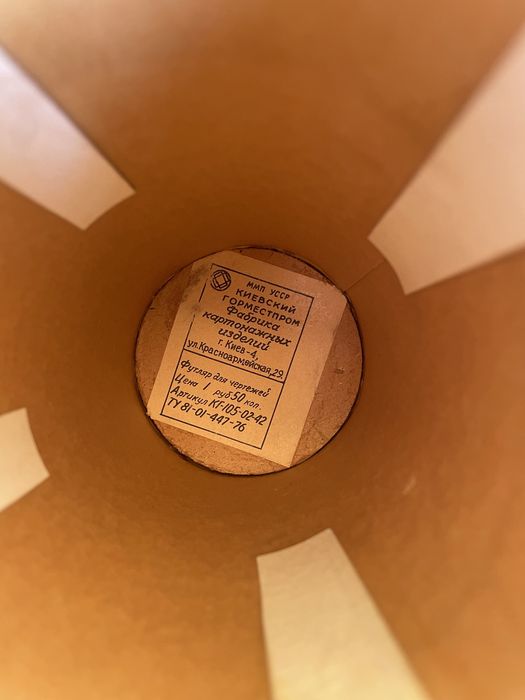 ММП УССР
КИЕВСКИЙ
ГОРМЕСТПРОМ
Фабрика
картонажных
изделий
г. Киев-4,
ул.Красноармейская,29
Футляр для чертежей
Цена 1 руб 50 коп.
Артикул КГ-105-02-42
ТУ 81-01-447-76